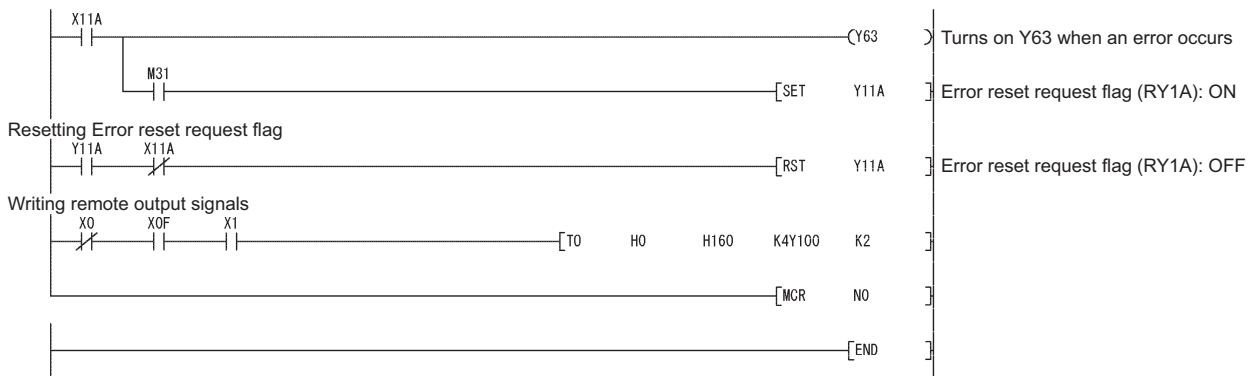 X11A
(Y63 ) Turns on Y63 when an error occurs
M31
[SET Y11A ] Error reset request flag (RY1A): ON
Resetting Error reset request flag
Y11A X11A
[RST Y11A ] Error reset request flag (RY1A): OFF
Writing remote output signals
X0 X0F X1
[TO H0 H160 K4Y100 K2 ]
[MCR N0 ]
[END ]